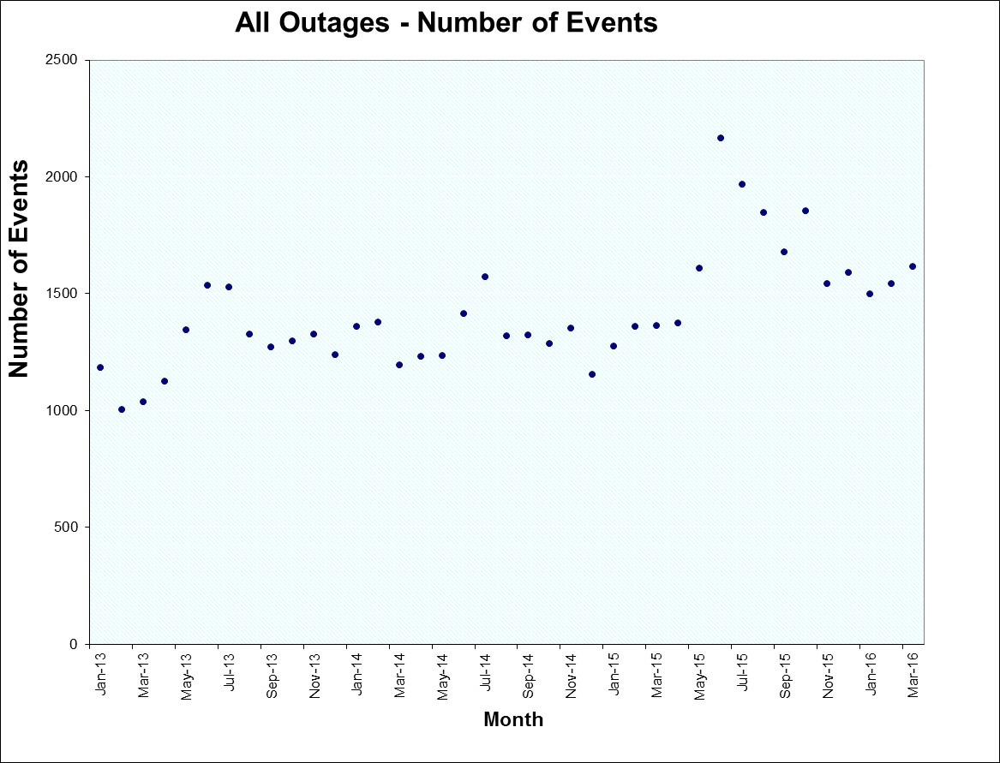 All Outages - Number of Events
Number of Events
2500
2000
1500
1000
500
0
Jan-13
Mar-13
May-13
Jul-13
Sep-13
Nov-13
Jan-14
Mar-14
May-14
Jul-14
Sep-14
Nov-14
Jan-15
Mar-15
May-15
Jul-15
Sep-15
Nov-15
Jan-16
Mar-16
Month